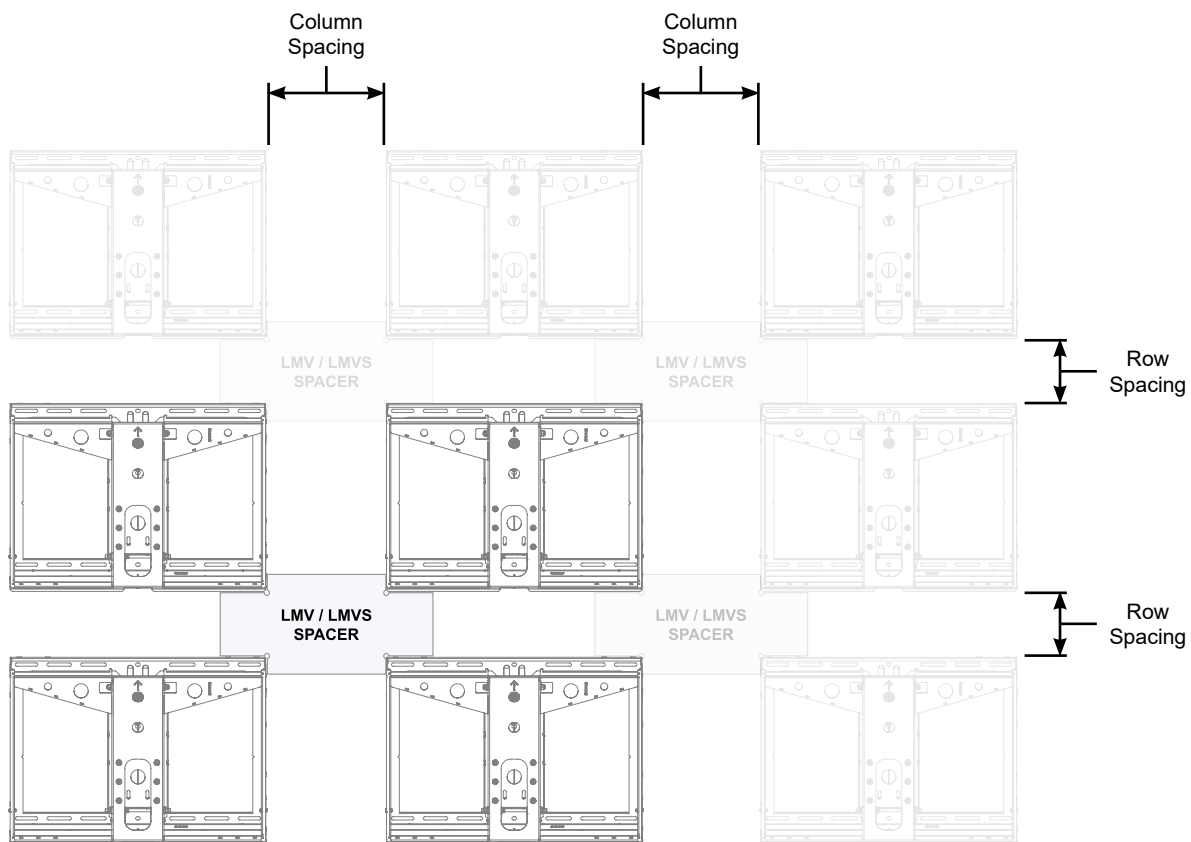 Column
Spacing
Column
Spacing
LMV / LMVS
SPACER
LMV / LMVS
SPACER
Row
Spacing
LMV / LMVS
SPACER
LMV / LMVS
SPACER
Row
Spacing